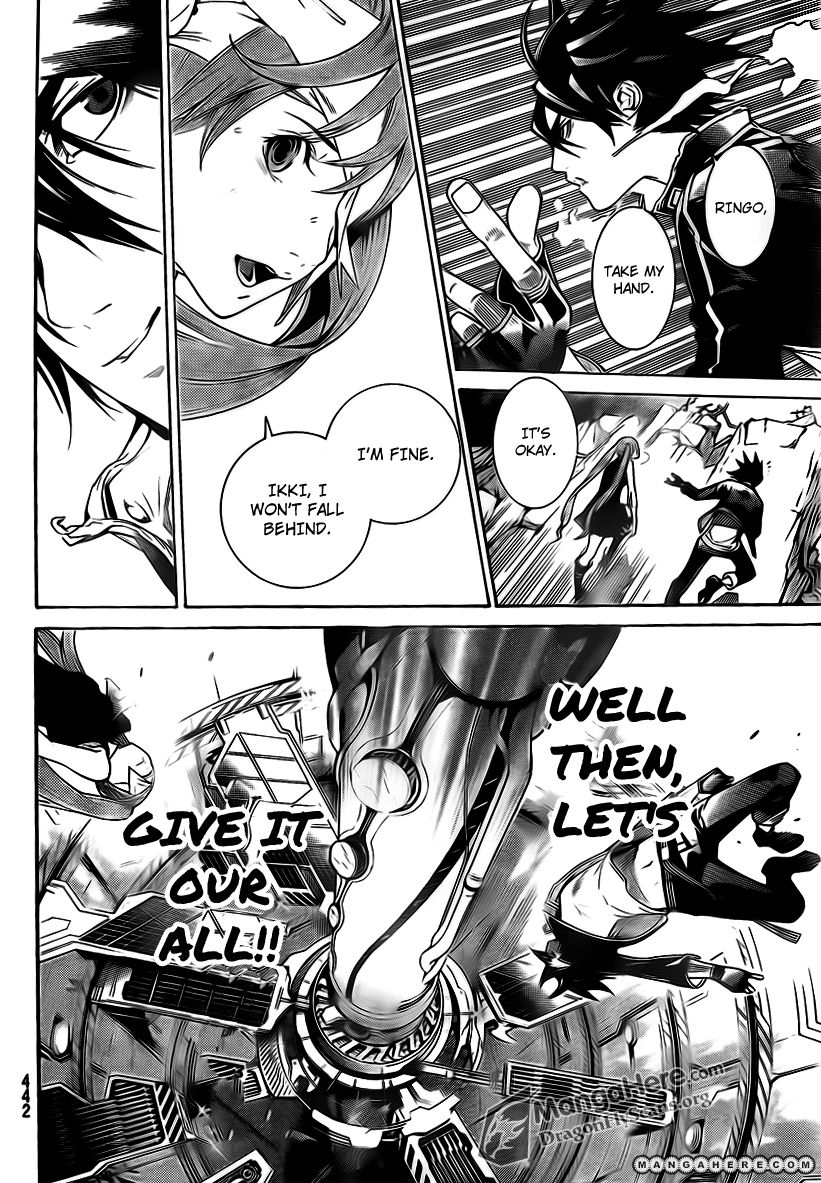 RINGO,
TAKE MY
HAND.
IT'S
OKAY.
I'M FINE.
IKKI, I
WON'T FALL
BEHIND.
WELL
THEN,
LET'S
GIVE IT
OUR
ALL!!
442
MangaHere.com
DragonFlyScans.org
MANGAHERE.COM